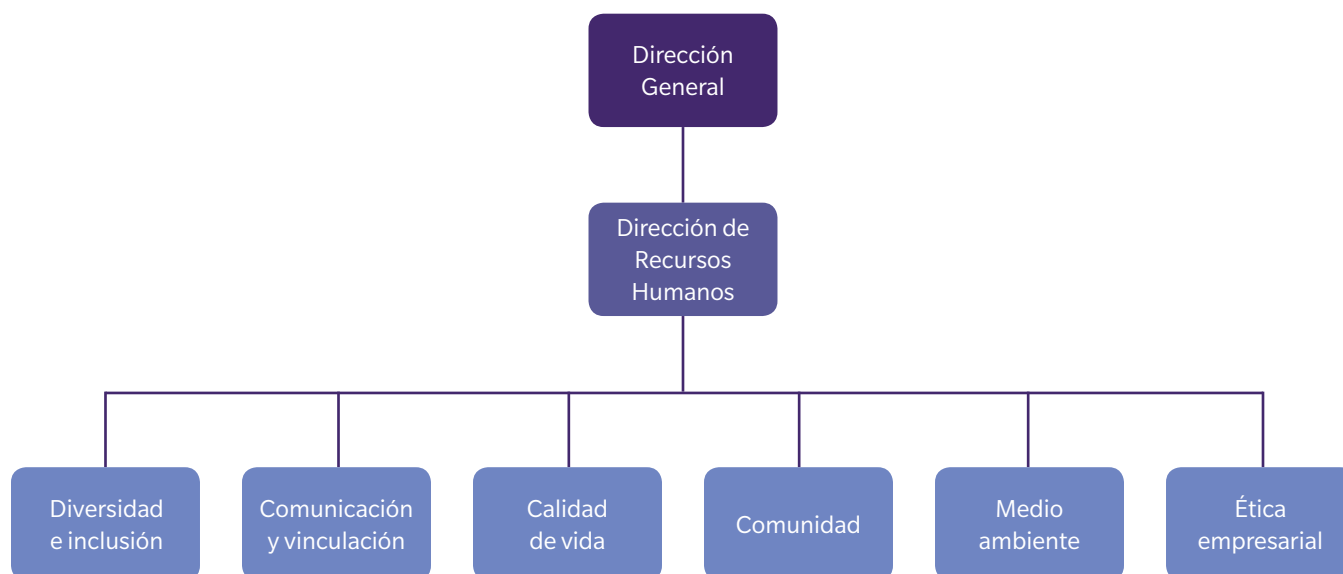 Dirección
General
Dirección de
Recursos
Humanos
Diversidad
e inclusión
Comunicación
y vinculación
Calidad
de vida
Comunidad
Medio
ambiente
Ética
empresarial